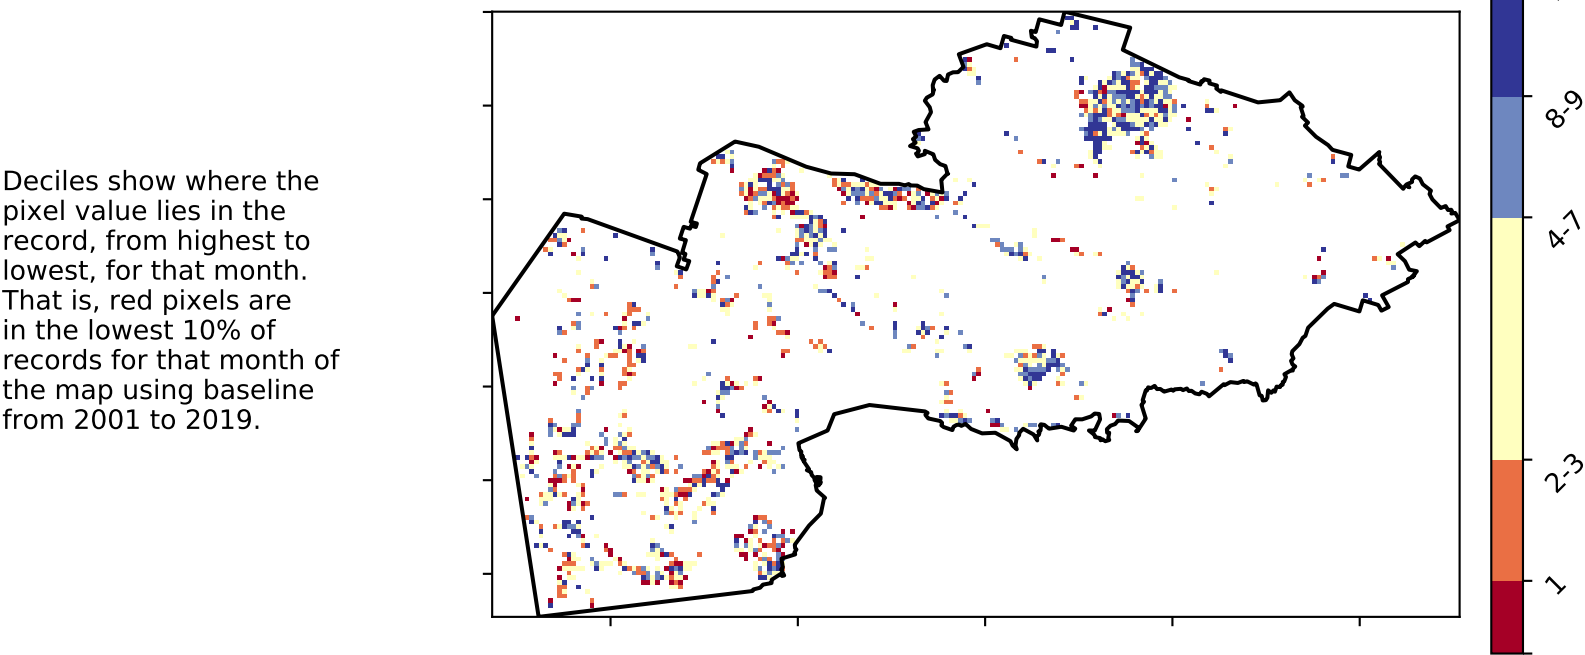 Deciles show where the
pixel value lies in the
record, from highest to
lowest, for that month.
That is, red pixels are
in the lowest 10% of
records for that month of
the map using baseline
from 2001 to 2019.
8-9
4-7
2-3
1